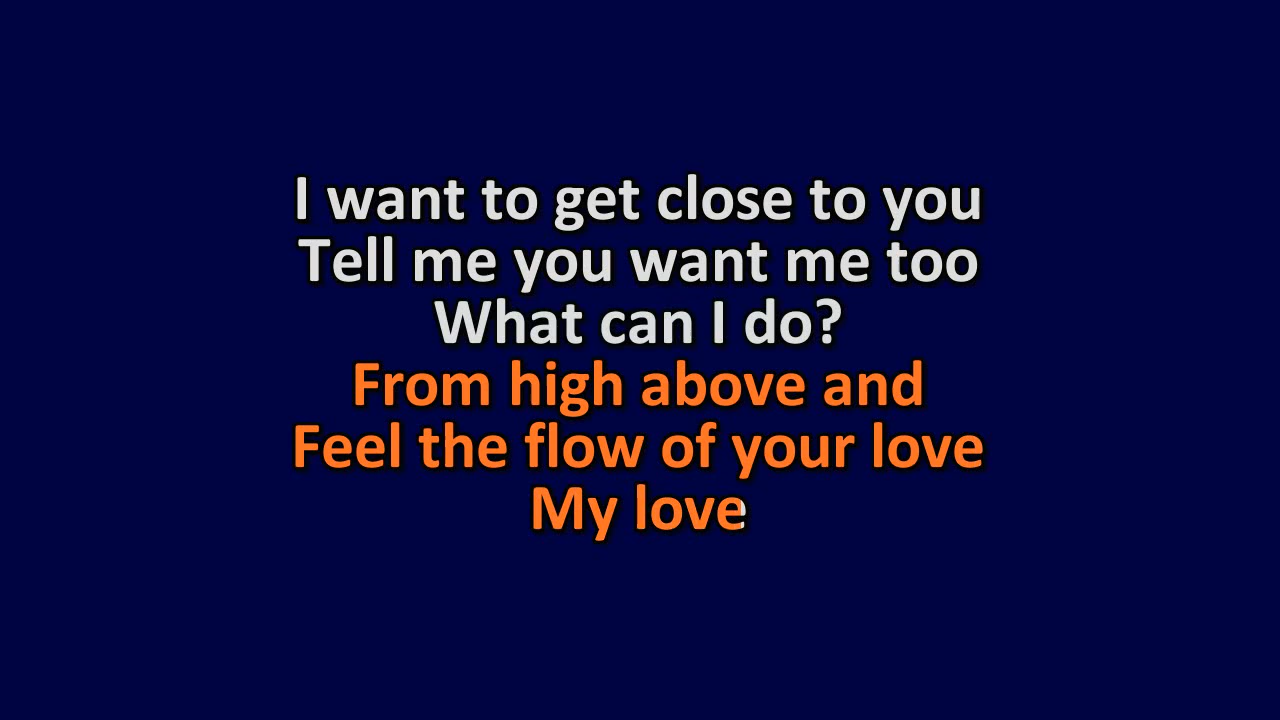 I want to get close to you
Tell me you want me too
What can I do?
From high above and
Feel the flow of your love
My love